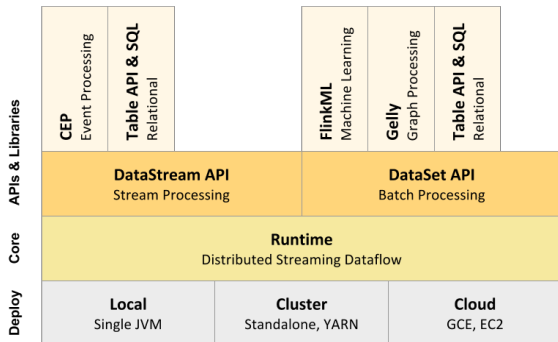 APIs & Libraries
CEP
Event Processing
Table API & SQL
Relational
FlinkML
Machine Learning
Gelly
Graph Processing
Table API & SQL
Relational
DataStream API
Stream Processing
DataSet API
Batch Processing
Core
Runtime
Distributed Streaming Dataflow
Deploy
Local
Single JVM
Cluster
Standalone, YARN
Cloud
GCE, EC2